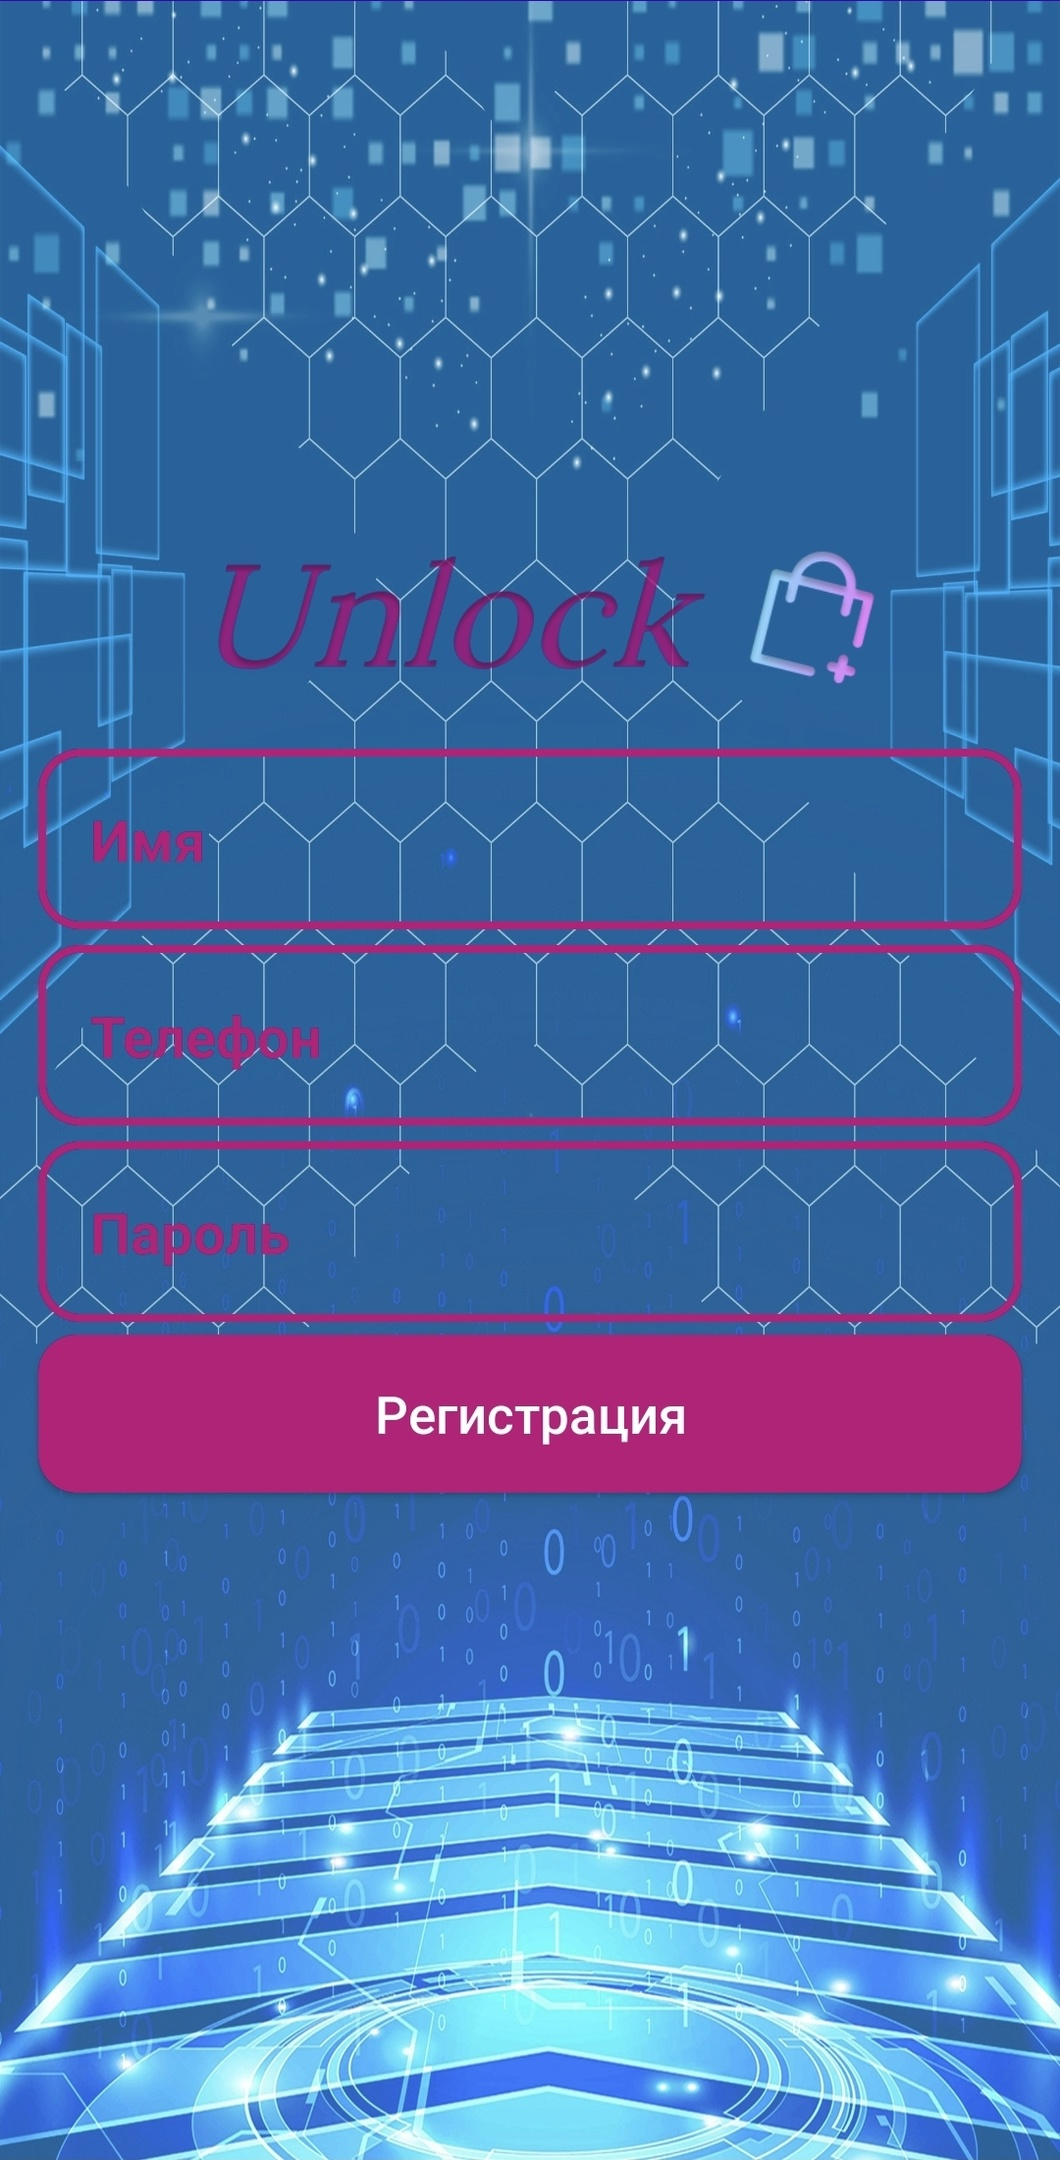 Unlock
Имя
Телефон
Пароль
Регистрация